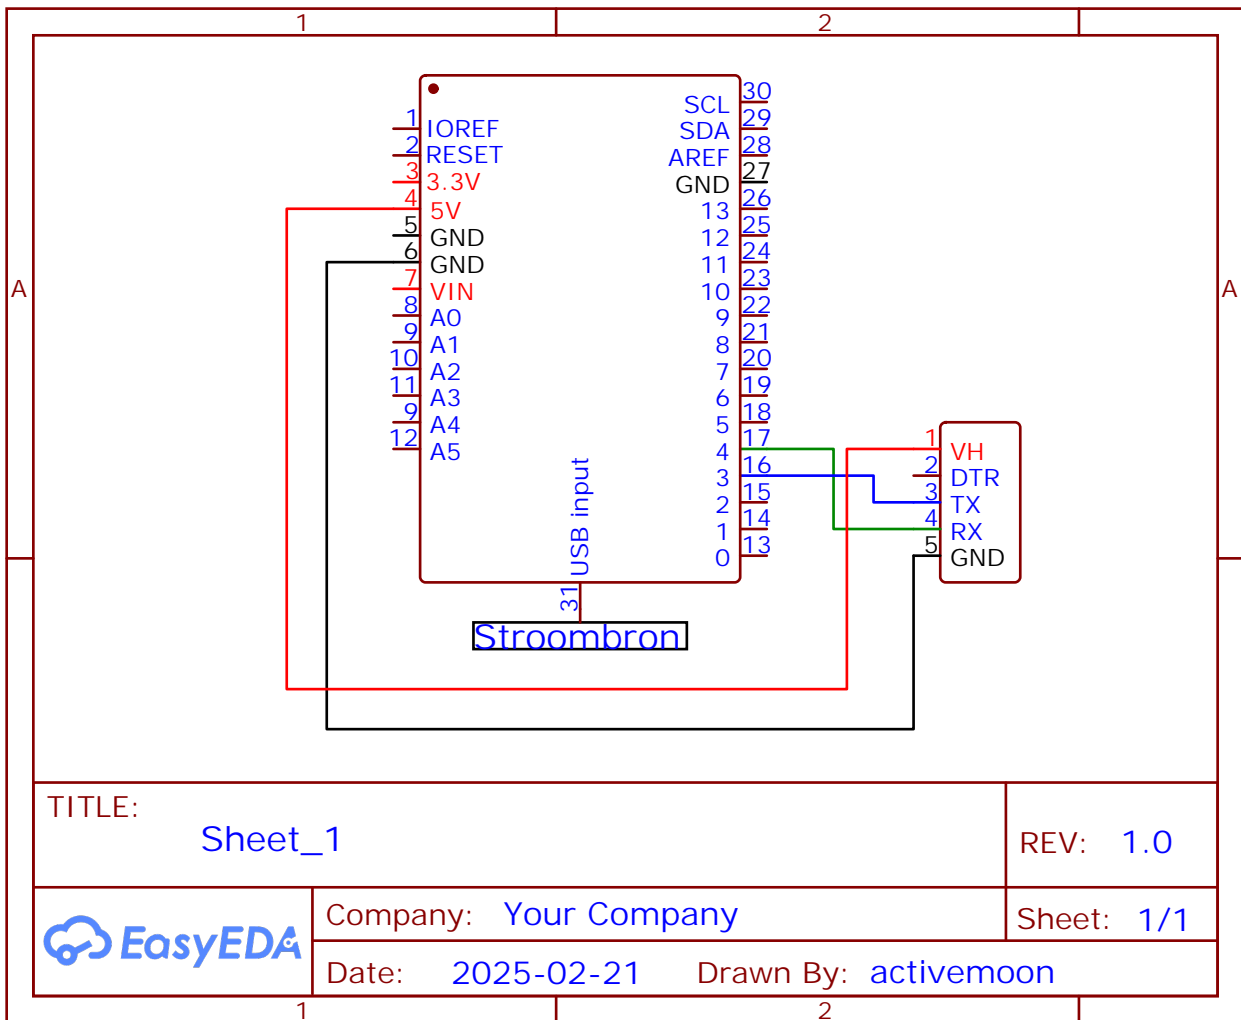 1 2
A A
1 IOREF
2 RESET
3 3.3V
4 5V
5 GND
6 GND
7 VIN
8 A0
9 A1
10 A2
11 A3
9 A4
12 A5
SCL 30
SDA 29
AREF 28
GND 27
13 26
12 25
11 24
10 23
9 22
8 21
7 20
6 19
5 18
4 17
3 16
2 15
1 14
0 13
USB input
31
Stroombron
1 VH
2 DTR
3 TX
4 RX
5 GND
TITLE:
Sheet_1
REV: 1.0
EasyEDA
Company: Your Company
Sheet: 1/1
Date: 2025-02-21 Drawn By: activemoon
1 2